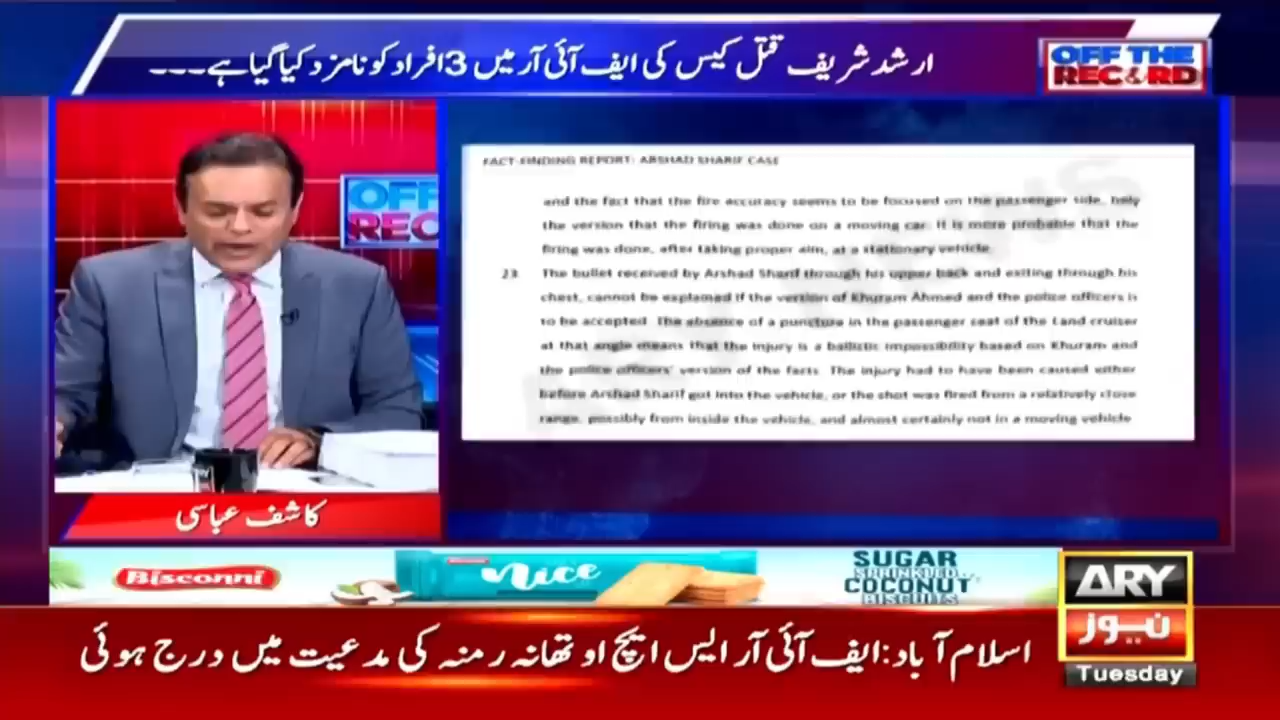 ارشد شریف قتل کیس کی ایف آئی آر میں 3 افراد کو نامزد کیا گیا ہے ۔۔۔
OFF THE
RECORD
OFF
REC
FACT-FINDING REPORT: ARSHAD SHARIF CASE
and the fact that the fire accuracy seems to be focused on the passenger side, bely
the version that the firing was done on a moving car. It is more probable that the
firing was done, after taking proper aim, at a stationary vehicle.
23 The bullet received by Arshad Sharif through his upper back and exiting through his
chest, cannot be explained if the version of Khuram Ahmed and the police officers is
to be accepted. The absence of a puncture in the passenger seat of the Land cruiser
at that angle means that the injury is a ballistic impossibility based on Khuram and
the police officers' version of the facts. The injury had to have been caused either
before Arshad Sharif got into the vehicle, or the shot was fired from a relatively close
range, possibly from inside the vehicle, and almost certainly not in a moving vehicle
کاشف عباسی
Bisconni
nice
SUGAR
SPRINKLED
COCONUT
BISCUITS
ARY
نیوز
Tuesday
اسلام آباد: ایف آئی آر ایس ایچ او تھانہ رمنہ کی مدعیت میں درج ہوئی